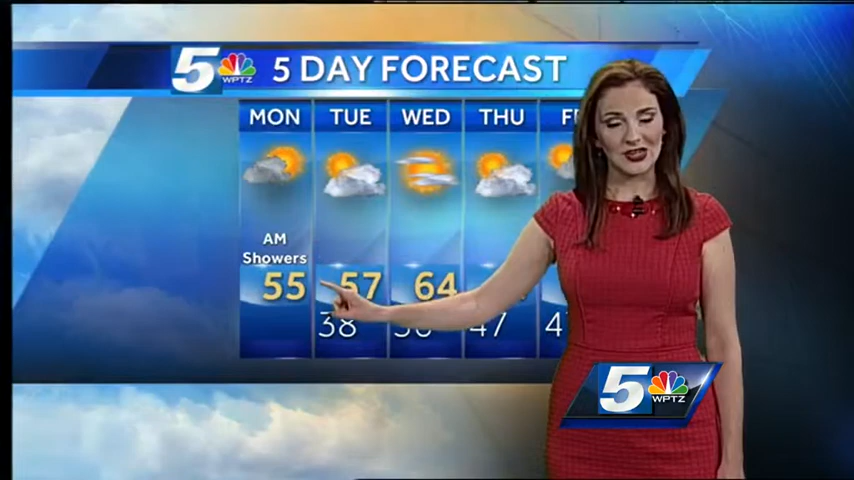 5 WPTZ 5 DAY FORECAST
MON TUE WED THU
AM
Showers
55 57 64
38 47
5 WPTZ